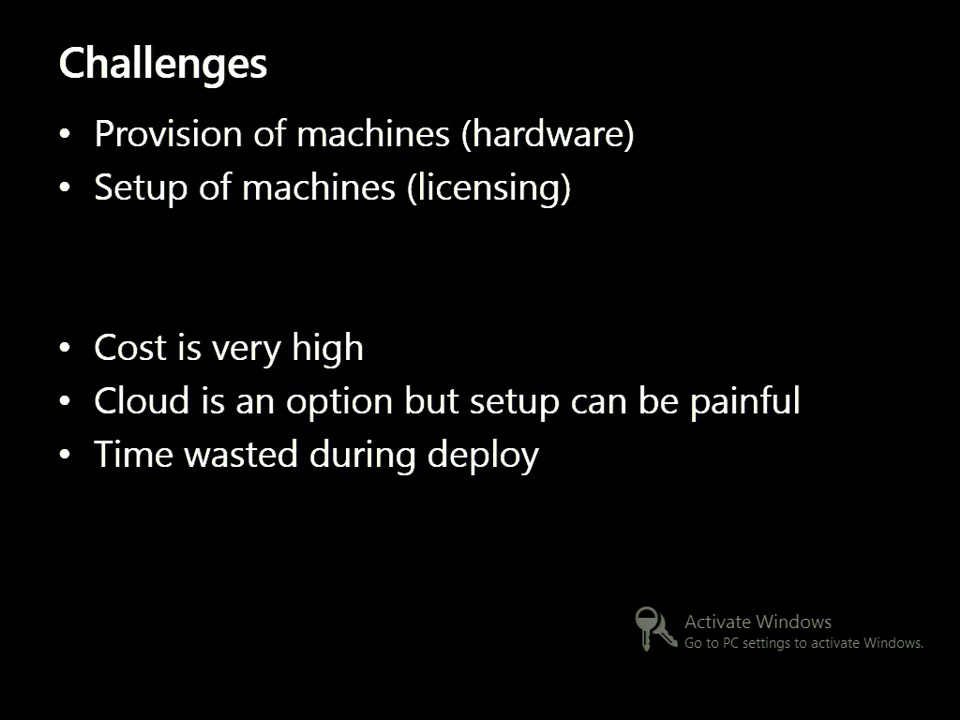 Challenges
• Provision of machines (hardware)
• Setup of machines (licensing)
• Cost is very high
• Cloud is an option but setup can be painful
• Time wasted during deploy
Activate Windows
Go to PC settings to activate Windows.